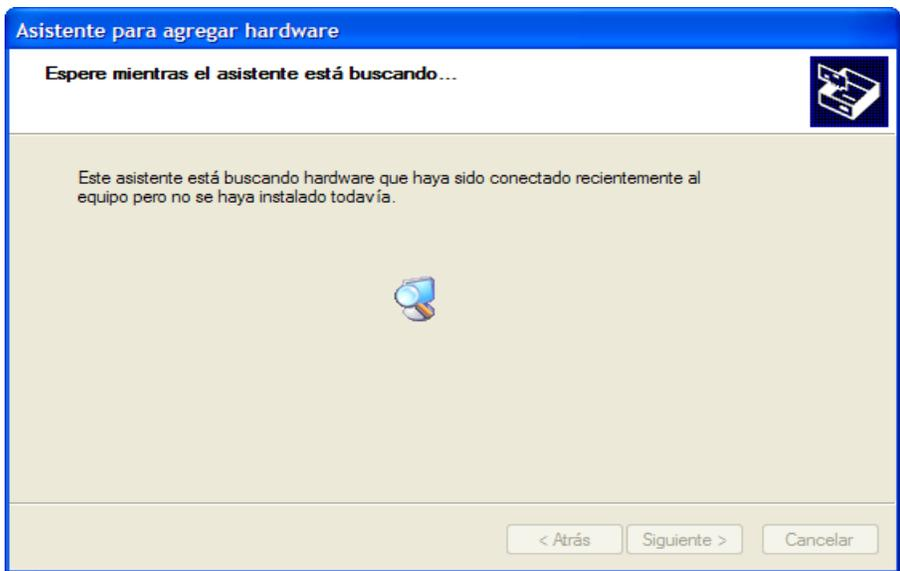 Asistente para agregar hardware
Espere mientras el asistente está buscando...
Este asistente está buscando hardware que haya sido conectado recientemente al
equipo pero no se haya instalado todavía.
< Atrás
Siguiente >
Cancelar